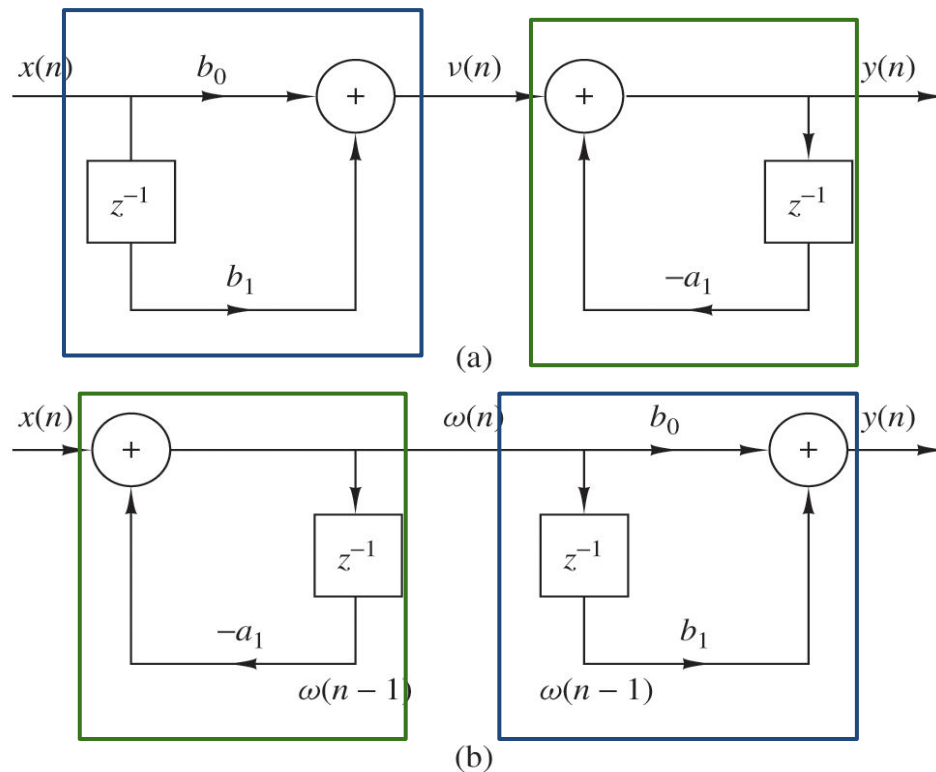 x(n) b₀ + ν(n) + y(n)
z⁻¹ z⁻¹
b₁ −a₁
(a)
x(n) + ω(n) b₀ + y(n)
z⁻¹ z⁻¹
−a₁ b₁
ω(n − 1) ω(n − 1)
(b)